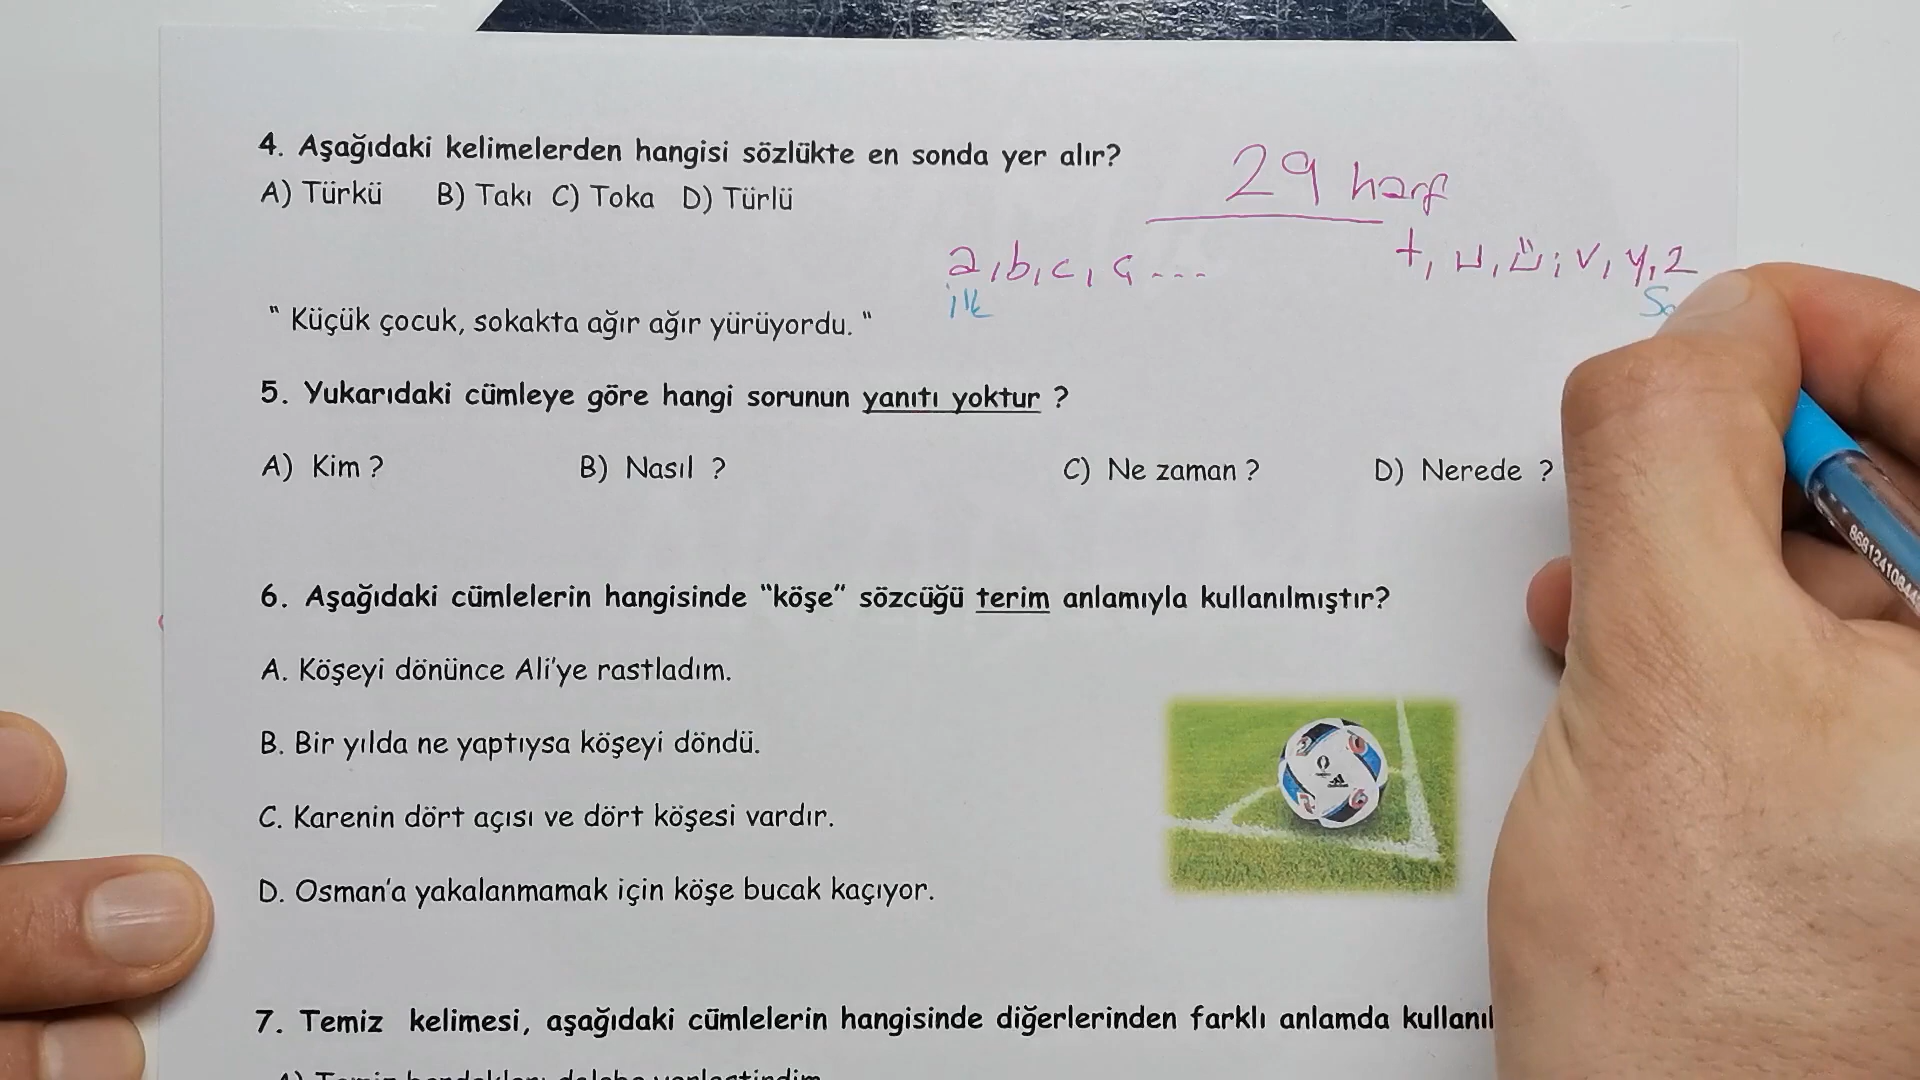 4. Aşağıdaki kelimelerden hangisi sözlükte en sonda yer alır?
A) Türkü B) Takı C) Toka D) Türlü
29 harf
a, b, c, ç ... t, u, ü, v, y, z
ilk
" Küçük çocuk, sokakta ağır ağır yürüyordu. "
5. Yukarıdaki cümleye göre hangi sorunun yanıtı yoktur ?
A) Kim ? B) Nasıl ? C) Ne zaman ? D) Nerede ?
6. Aşağıdaki cümlelerin hangisinde "köşe" sözcüğü terim anlamıyla kullanılmıştır?
A. Köşeyi dönünce Ali'ye rastladım.
B. Bir yılda ne yaptıysa köşeyi döndü.
C. Karenin dört açısı ve dört köşesi vardır.
D. Osman'a yakalanmamak için köşe bucak kaçıyor.
7. Temiz kelimesi, aşağıdaki cümlelerin hangisinde diğerlerinden farklı anlamda